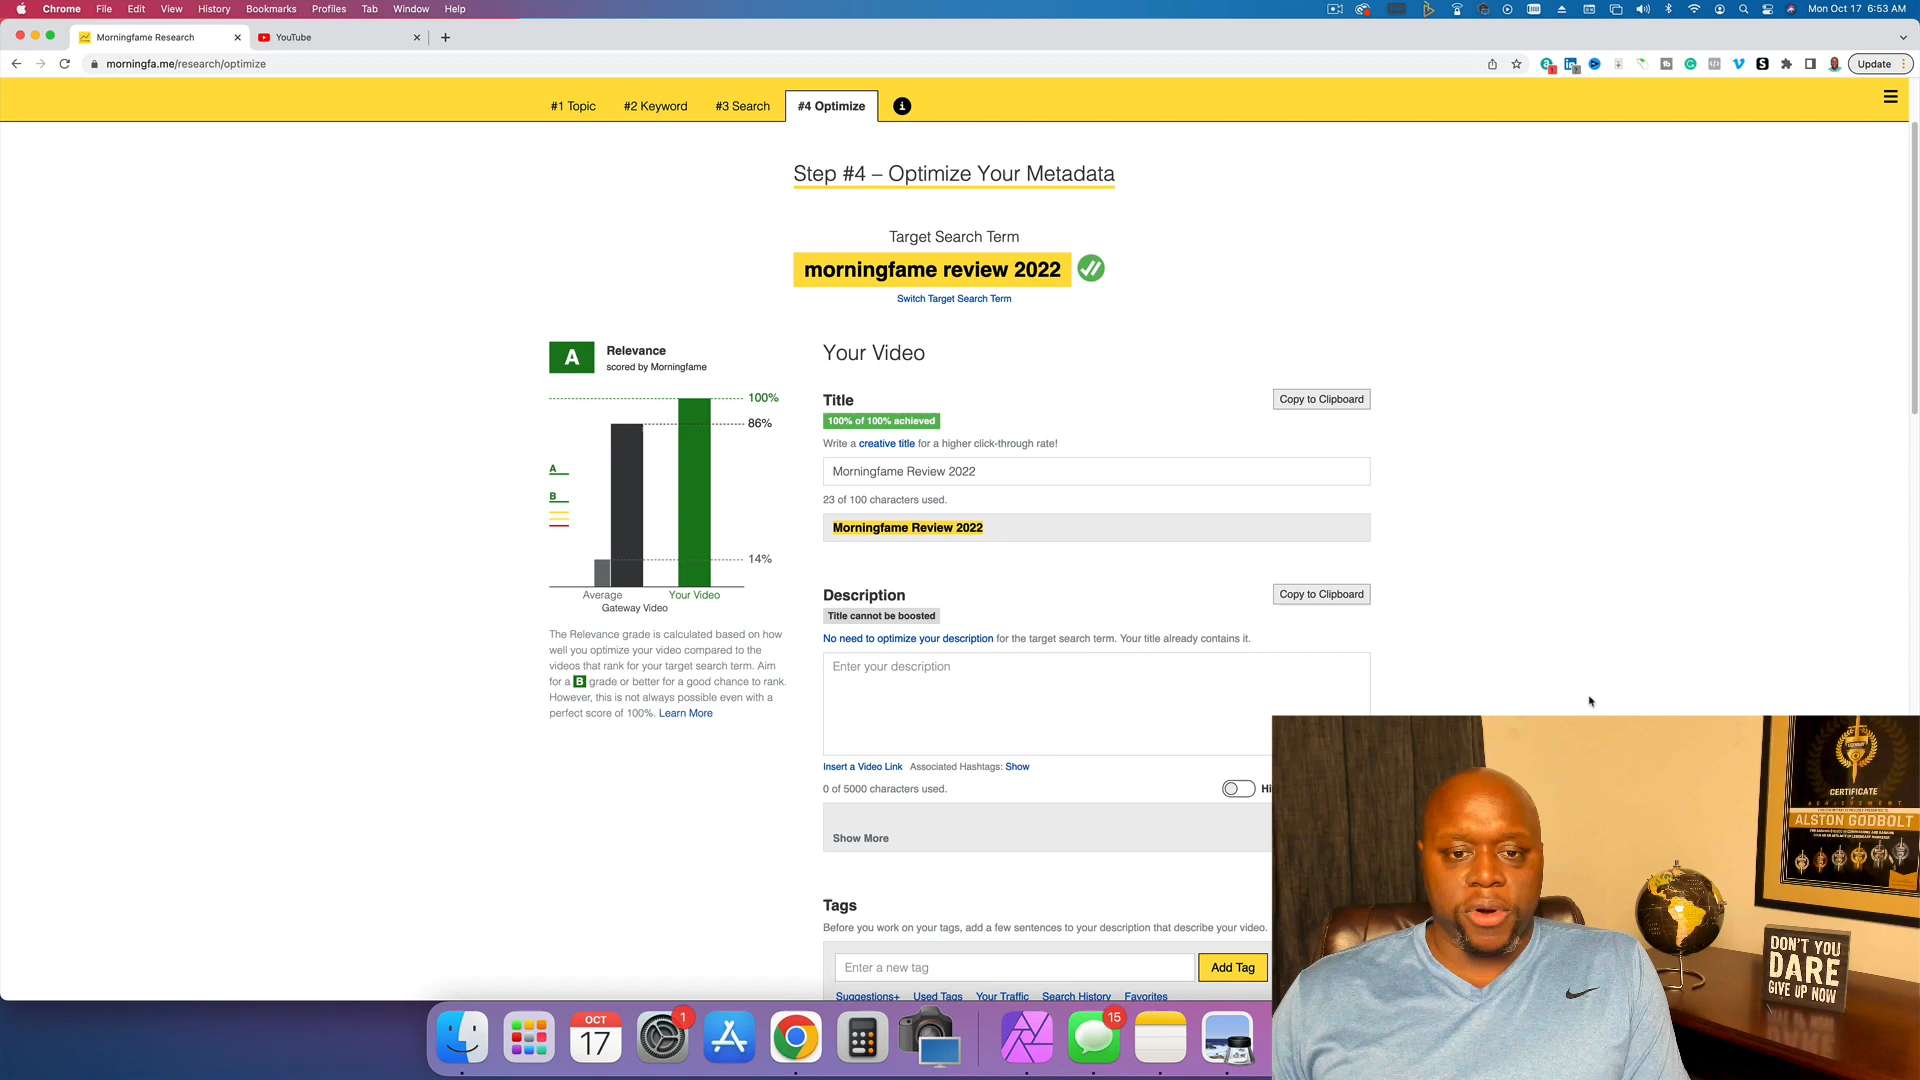 Chrome File Edit View History Bookmarks Profiles Tab Window Help
Mon Oct 17 6:53 AM
Morningfame Research
YouTube
morningfa.me/research/optimize
Update
#1 Topic #2 Keyword #3 Search #4 Optimize
Step #4 – Optimize Your Metadata
Target Search Term
morningfame review 2022
Switch Target Search Term
A Relevance
scored by Morningfame
100%
86%
A
B
14%
Average Your Video
Gateway Video
The Relevance grade is calculated based on how
well you optimize your video compared to the
videos that rank for your target search term. Aim
for a B grade or better for a good chance to rank.
However, this is not always possible even with a
perfect score of 100%. Learn More
Your Video
Title
Copy to Clipboard
100% of 100% achieved
Write a creative title for a higher click-through rate!
Morningfame Review 2022
23 of 100 characters used.
Morningfame Review 2022
Description
Copy to Clipboard
Title cannot be boosted
No need to optimize your description for the target search term. Your title already contains it.
Enter your description
Insert a Video Link Associated Hashtags: Show
0 of 5000 characters used.
Hi
Show More
Tags
Before you work on your tags, add a few sentences to your description that describe your video.
Enter a new tag
Add Tag
Suggestions+ Used Tags Your Traffic Search History Favorites
OCT
17
1
15
CERTIFICATE
ACHIEVEMENT
ALSTON GODBOLT
DON'T YOU
DARE
GIVE UP NOW